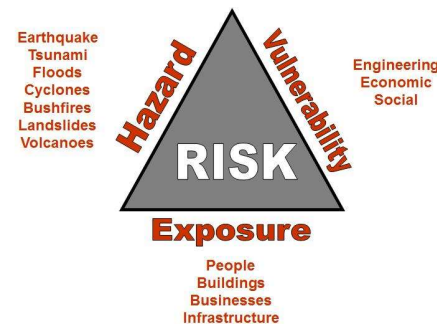 Earthquake
Tsunami
Floods
Cyclones
Bushfires
Landslides
Volcanoes
Hazard
Vulnerability
Engineering
Economic
Social
RISK
Exposure
People
Buildings
Businesses
Infrastructure